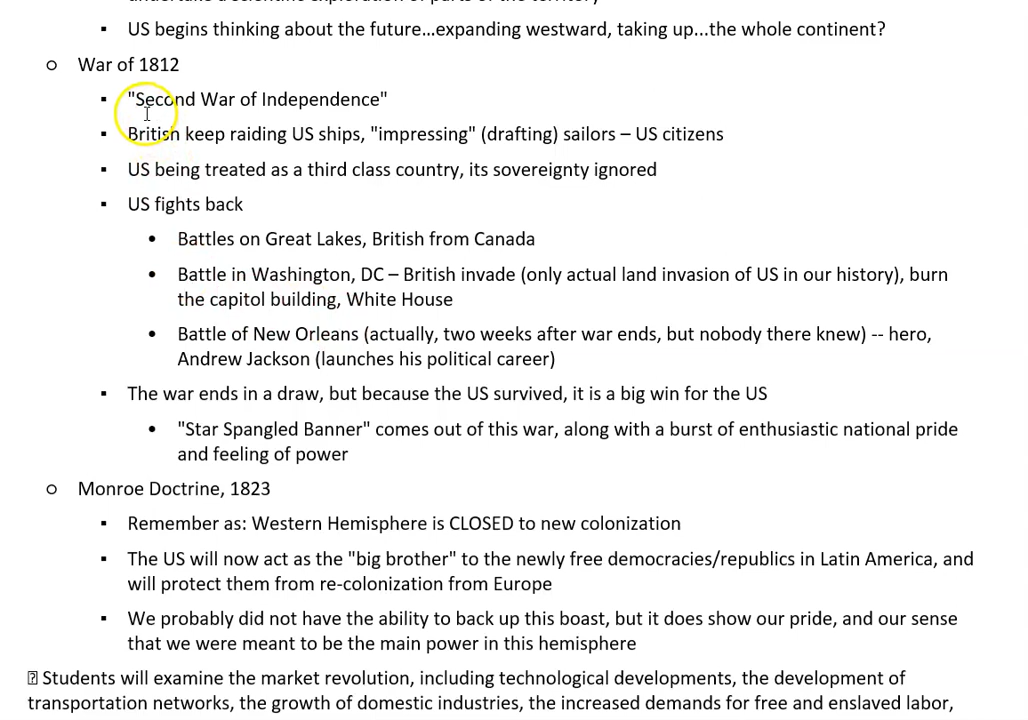 undertake a scientific exploration of parts of the territory
▪ US begins thinking about the future...expanding westward, taking up...the whole continent?
o War of 1812
▪ "Second War of Independence"
▪ British keep raiding US ships, "impressing" (drafting) sailors – US citizens
▪ US being treated as a third class country, its sovereignty ignored
▪ US fights back
• Battles on Great Lakes, British from Canada
• Battle in Washington, DC – British invade (only actual land invasion of US in our history), burn
the capitol building, White House
• Battle of New Orleans (actually, two weeks after war ends, but nobody there knew) -- hero,
Andrew Jackson (launches his political career)
▪ The war ends in a draw, but because the US survived, it is a big win for the US
• "Star Spangled Banner" comes out of this war, along with a burst of enthusiastic national pride
and feeling of power
o Monroe Doctrine, 1823
▪ Remember as: Western Hemisphere is CLOSED to new colonization
▪ The US will now act as the "big brother" to the newly free democracies/republics in Latin America, and
will protect them from re-colonization from Europe
▪ We probably did not have the ability to back up this boast, but it does show our pride, and our sense
that we were meant to be the main power in this hemisphere
Students will examine the market revolution, including technological developments, the development of
transportation networks, the growth of domestic industries, the increased demands for free and enslaved labor,